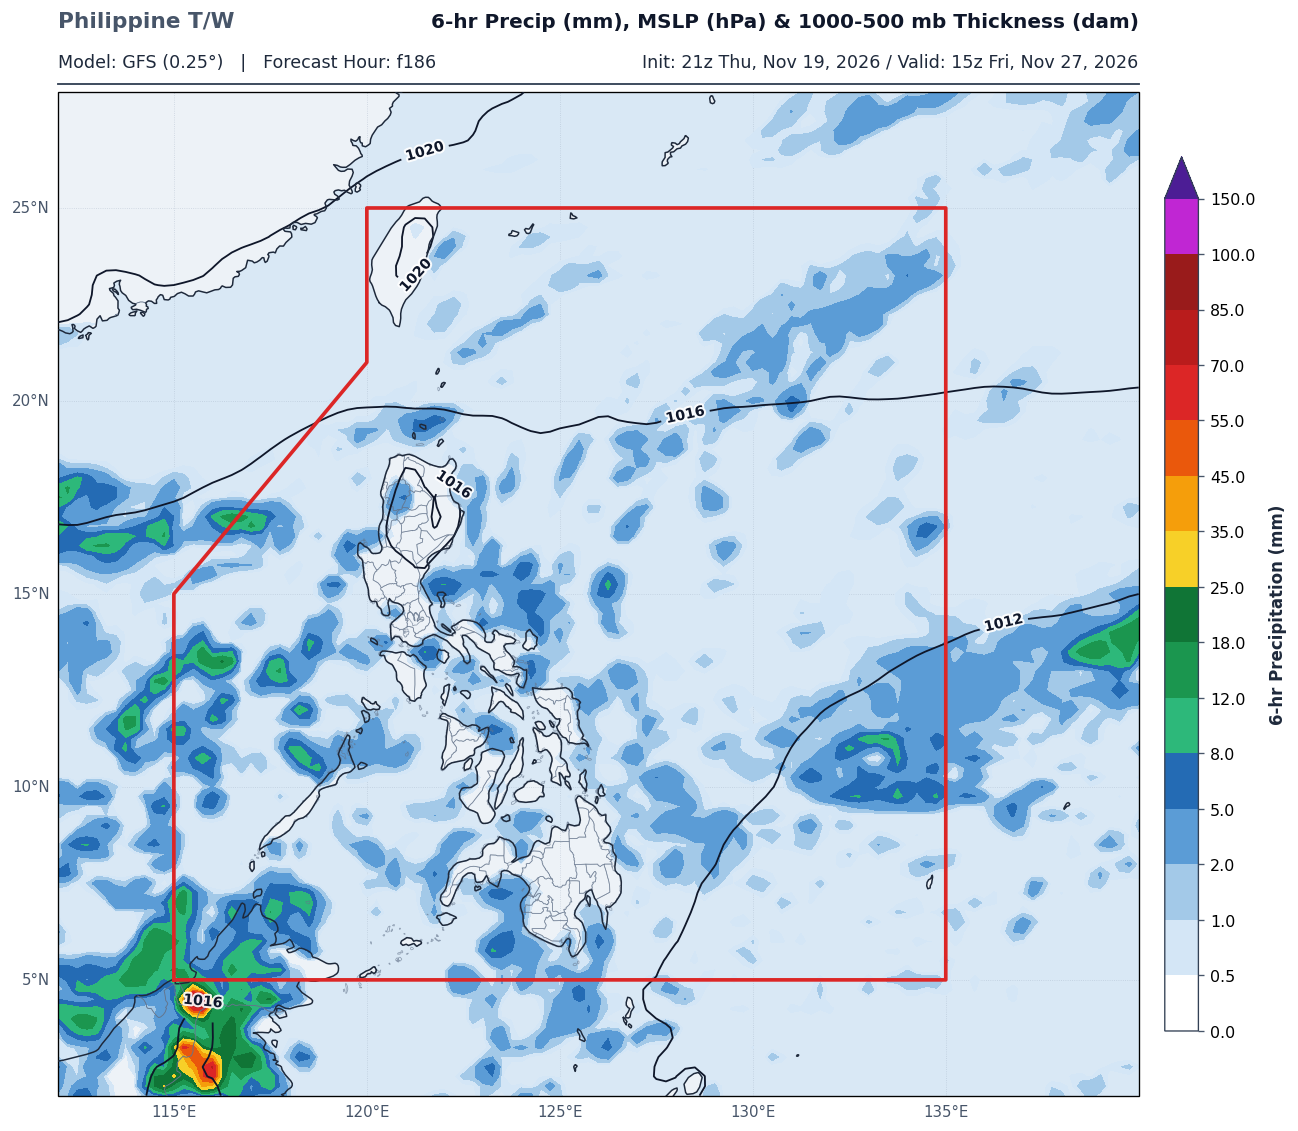 Philippine T/W
6-hr Precip (mm), MSLP (hPa) & 1000-500 mb Thickness (dam)
Model: GFS (0.25°) | Forecast Hour: f186
Init: 21z Thu, Nov 19, 2026 / Valid: 15z Fri, Nov 27, 2026
1020
1020
1016
1016
1012
1016
25°N
20°N
15°N
10°N
5°N
115°E
120°E
125°E
130°E
135°E
150.0
100.0
85.0
70.0
55.0
45.0
35.0
25.0
18.0
12.0
8.0
5.0
2.0
1.0
0.5
0.0
6-hr Precipitation (mm)